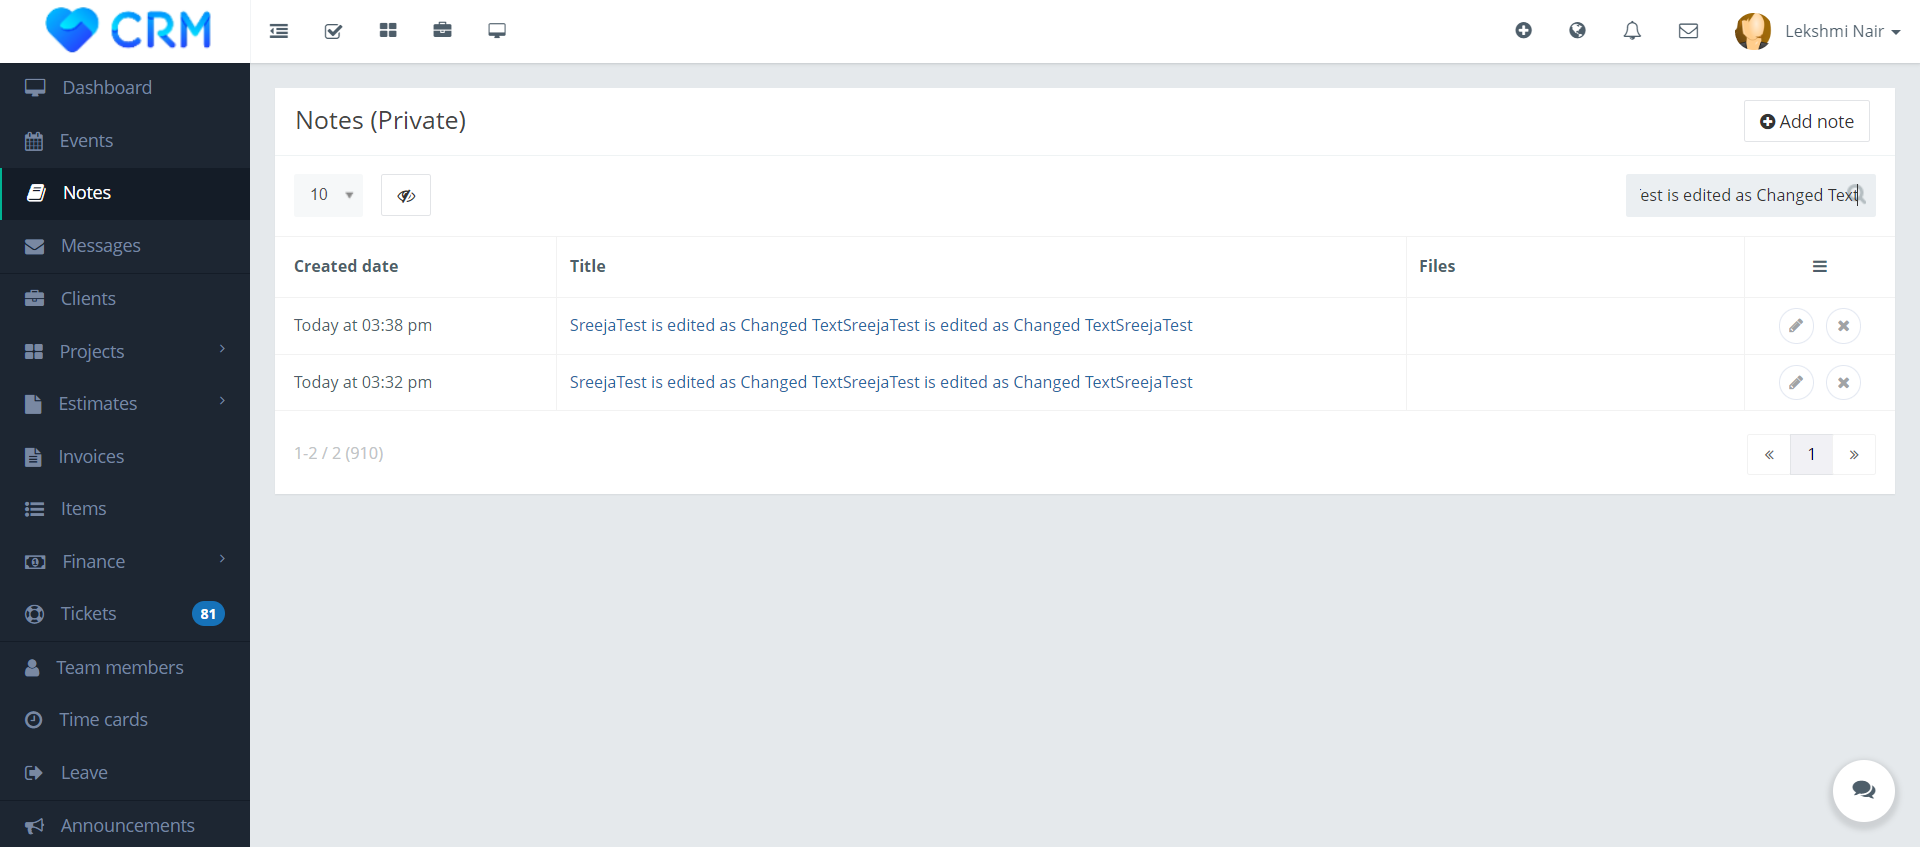 CRM
Lekshmi Nair
Dashboard
Events
Notes
Messages
Clients
Projects
Estimates
Invoices
Items
Finance
Tickets 81
Team members
Time cards
Leave
Announcements
Notes (Private)
Add note
10
est is edited as Changed Text
Created date Title Files
Today at 03:38 pm SreejaTest is edited as Changed TextSreejaTest is edited as Changed TextSreejaTest
Today at 03:32 pm SreejaTest is edited as Changed TextSreejaTest is edited as Changed TextSreejaTest
1-2 / 2 (910)
« 1 »